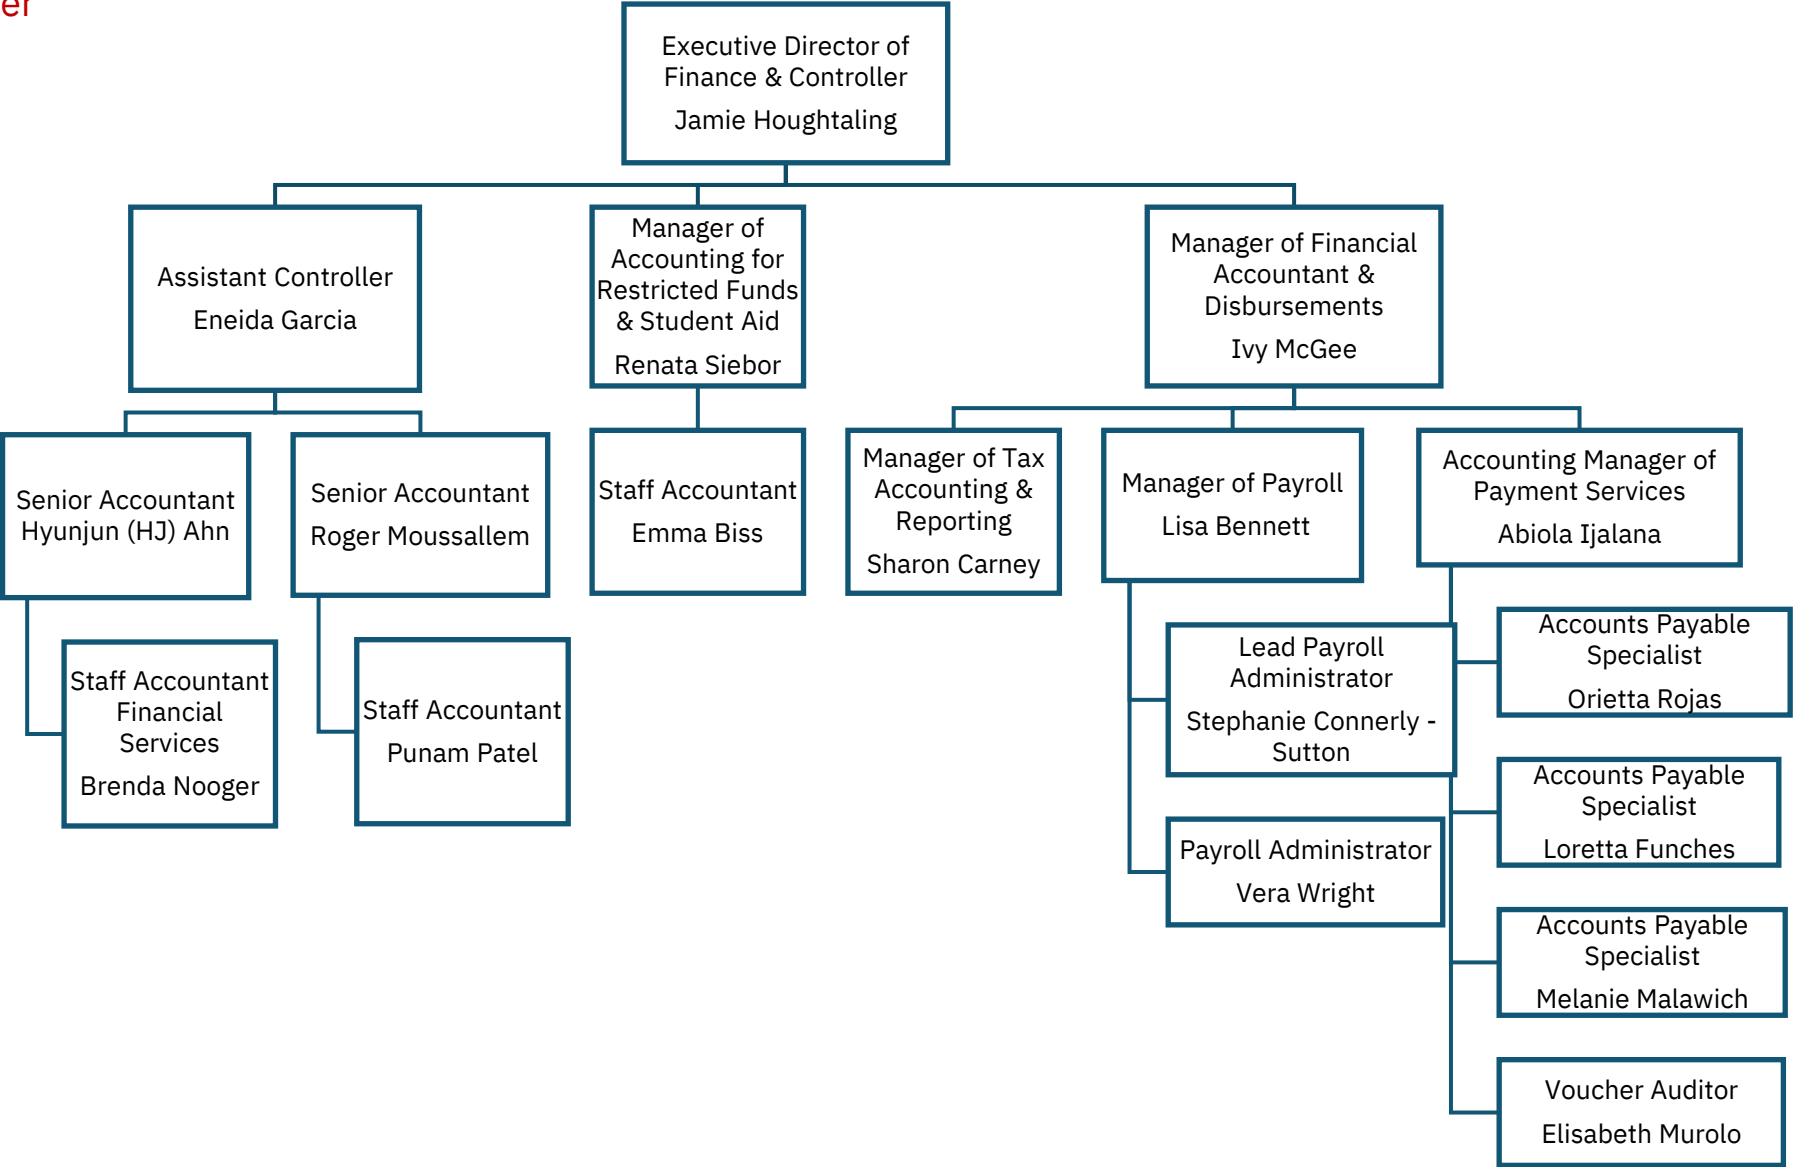 er
Executive Director of
Finance & Controller
Jamie Houghtaling
Assistant Controller
Eneida Garcia
Manager of
Accounting for
Restricted Funds
& Student Aid
Renata Siebor
Manager of Financial
Accountant &
Disbursements
Ivy McGee
Senior Accountant
Hyunjun (HJ) Ahn
Senior Accountant
Roger Moussallem
Staff Accountant
Emma Biss
Manager of Tax
Accounting &
Reporting
Sharon Carney
Manager of Payroll
Lisa Bennett
Accounting Manager of
Payment Services
Abiola Ijalana
Staff Accountant
Financial
Services
Brenda Nooger
Staff Accountant
Punam Patel
Lead Payroll
Administrator
Stephanie Connerly -
Sutton
Payroll Administrator
Vera Wright
Accounts Payable
Specialist
Orietta Rojas
Accounts Payable
Specialist
Loretta Funches
Accounts Payable
Specialist
Melanie Malawich
Voucher Auditor
Elisabeth Murolo